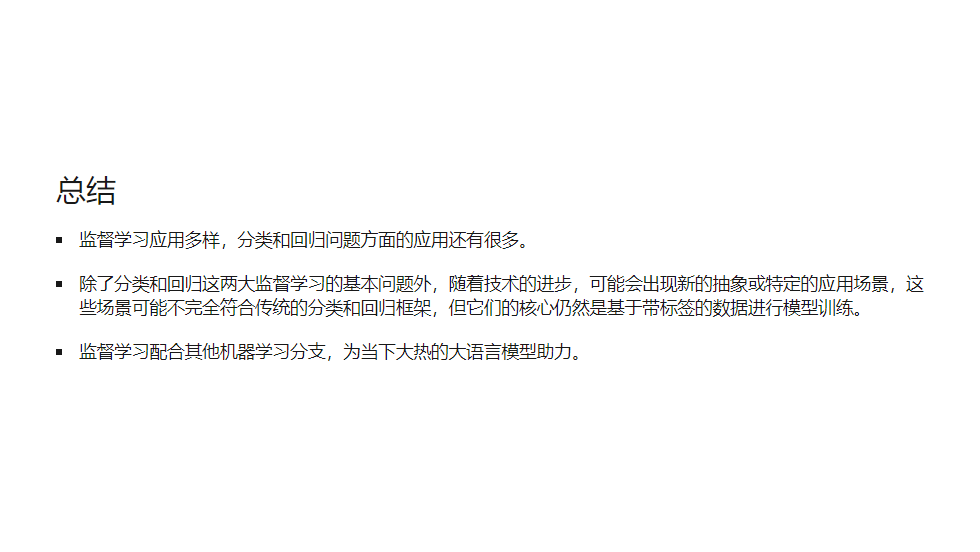 总结
▪ 监督学习应用多样，分类和回归问题方面的应用还有很多。
▪ 除了分类和回归这两大监督学习的基本问题外，随着技术的进步，可能会出现新的抽象或特定的应用场景，这
些场景可能不完全符合传统的分类和回归框架，但它们的核心仍然是基于带标签的数据进行模型训练。
▪ 监督学习配合其他机器学习分支，为当下大热的大语言模型助力。